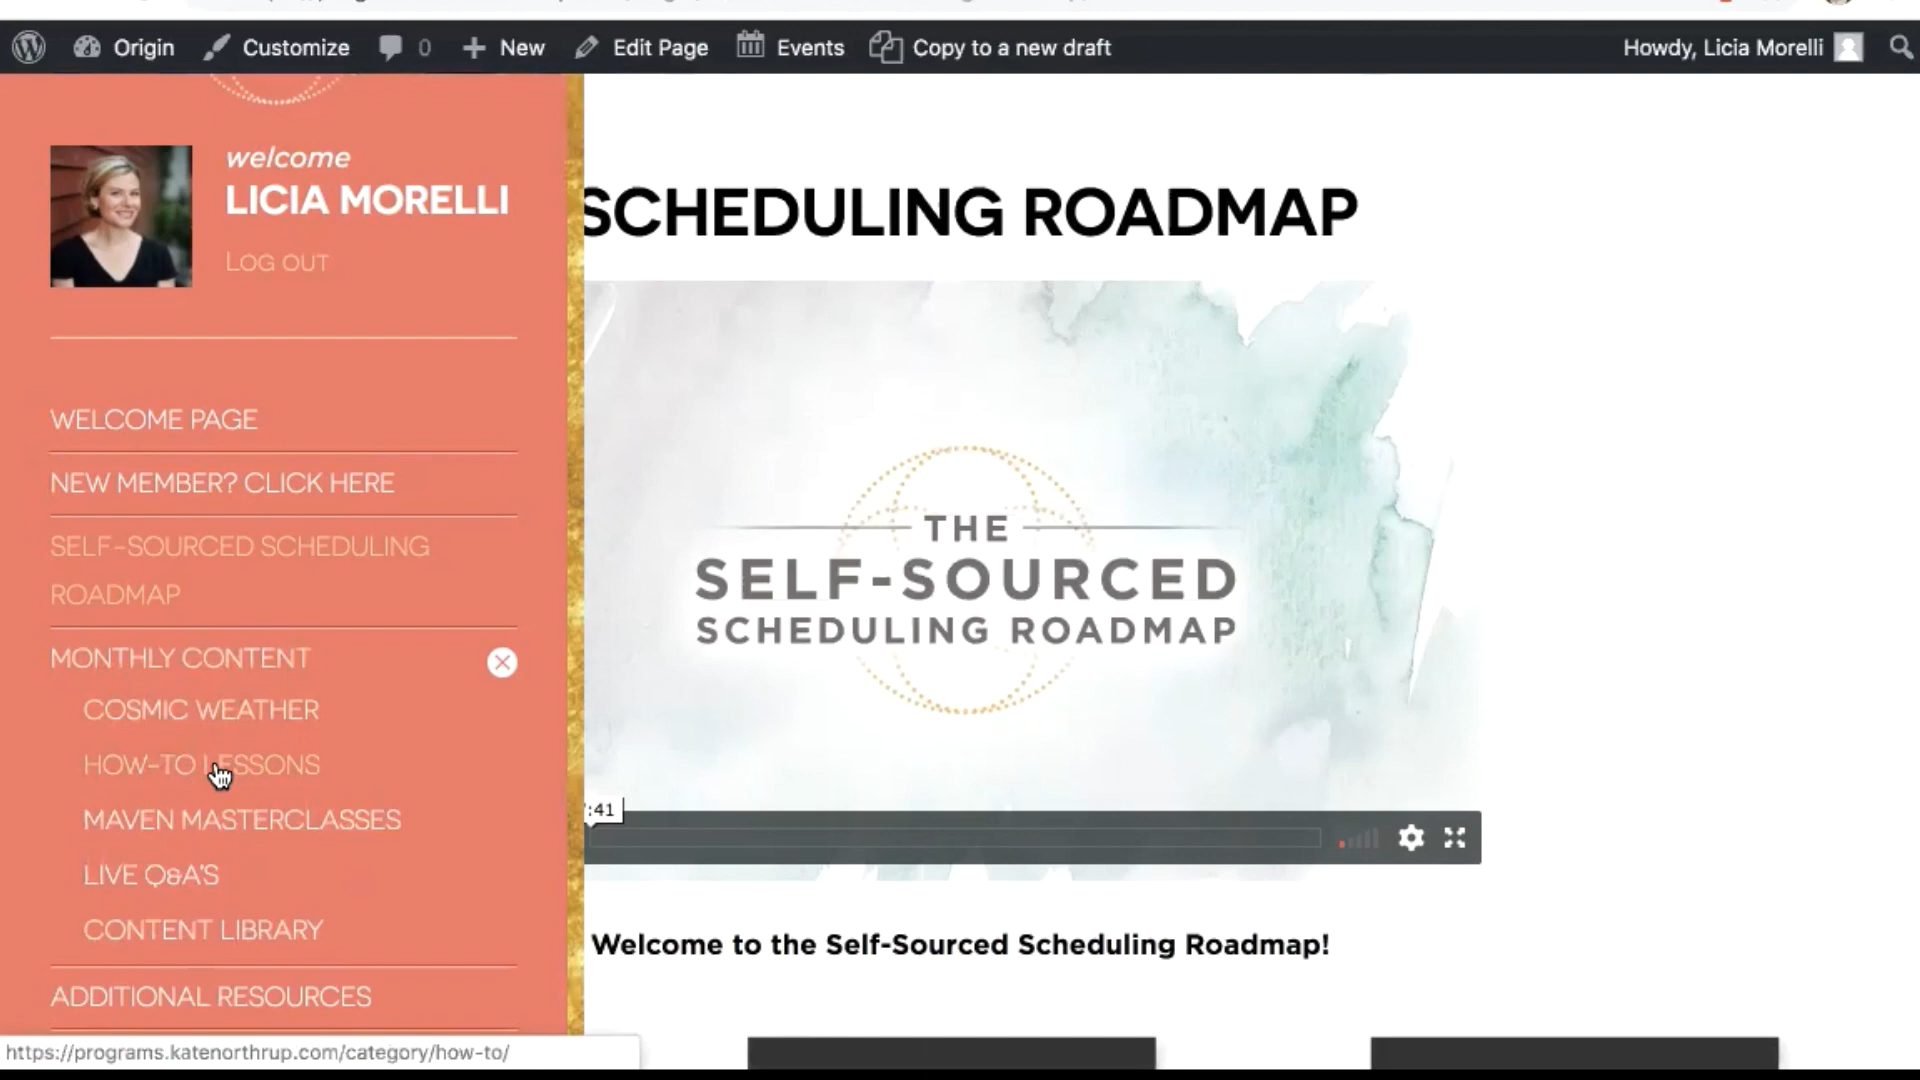 Origin Customize 0 New Edit Page Events Copy to a new draft Howdy, Licia Morelli
welcome
LICIA MORELLI
LOG OUT
WELCOME PAGE
NEW MEMBER? CLICK HERE
SELF-SOURCED SCHEDULING
ROADMAP
MONTHLY CONTENT
COSMIC WEATHER
HOW-TO LESSONS
MAVEN MASTERCLASSES
LIVE Q&A'S
CONTENT LIBRARY
ADDITIONAL RESOURCES
https://programs.katenorthrup.com/category/how-to/
SCHEDULING ROADMAP
THE
SELF-SOURCED
SCHEDULING ROADMAP
:41
Welcome to the Self-Sourced Scheduling Roadmap!